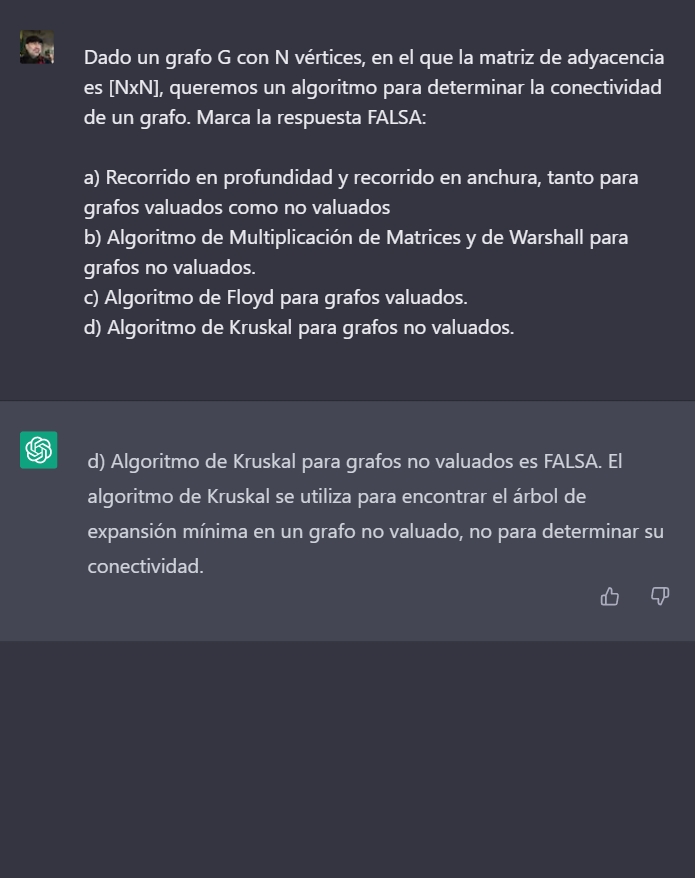 Dado un grafo G con N vértices, en el que la matriz de adyacencia
es [NxN], queremos un algoritmo para determinar la conectividad
de un grafo. Marca la respuesta FALSA:
a) Recorrido en profundidad y recorrido en anchura, tanto para
grafos valuados como no valuados
b) Algoritmo de Multiplicación de Matrices y de Warshall para
grafos no valuados.
c) Algoritmo de Floyd para grafos valuados.
d) Algoritmo de Kruskal para grafos no valuados.
d) Algoritmo de Kruskal para grafos no valuados es FALSA. El
algoritmo de Kruskal se utiliza para encontrar el árbol de
expansión mínima en un grafo no valuado, no para determinar su
conectividad.